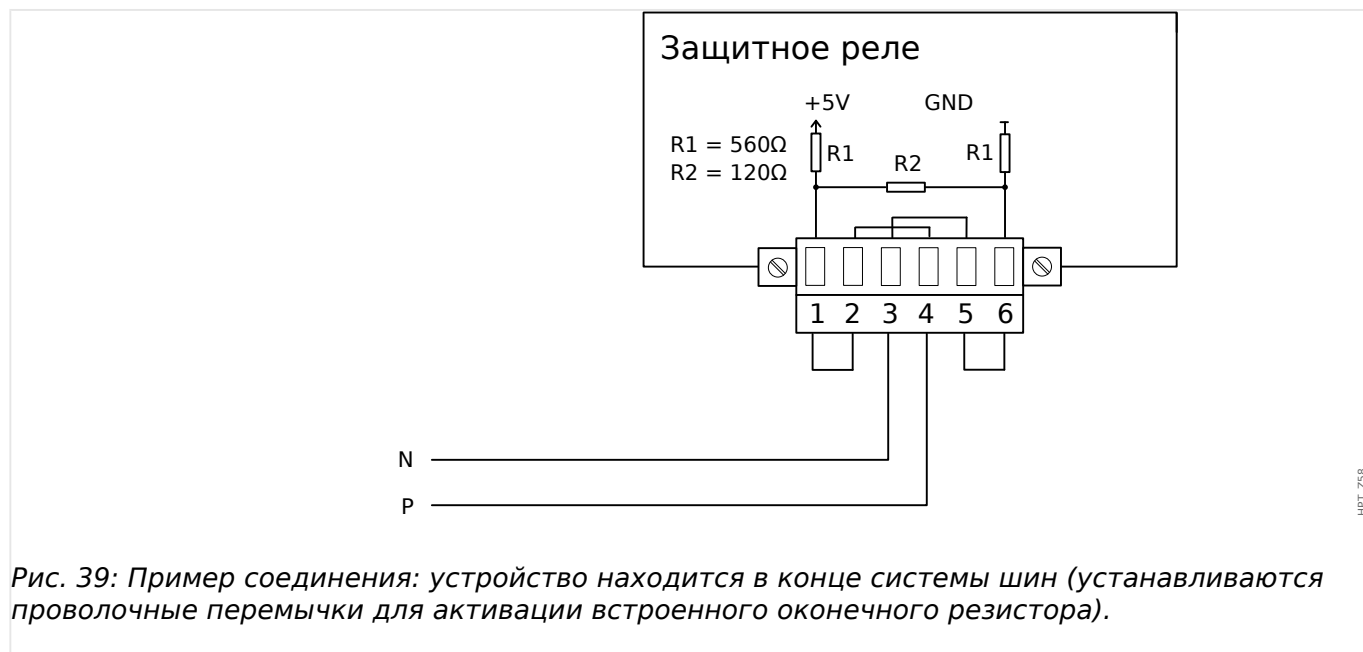 Защитное реле
+5V
GND
R1 = 560Ω
R2 = 120Ω
R1
R2
R1
1 2 3 4 5 6
N
P
HPT_Z58
Рис. 39: Пример соединения: устройство находится в конце системы шин (устанавливаются
проволочные перемычки для активации встроенного оконечного резистора).